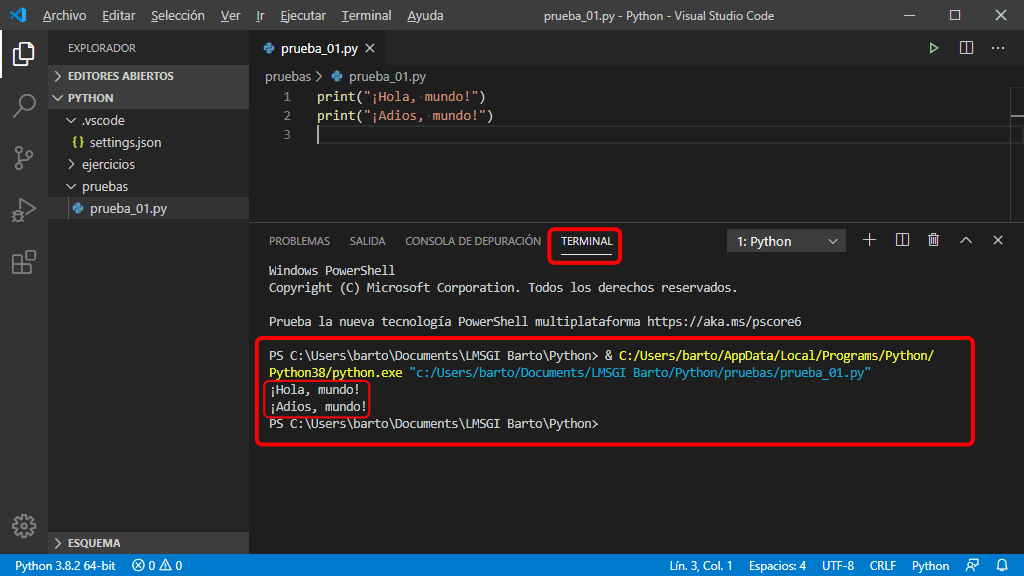 Archivo Editar Selección Ver Ir Ejecutar Terminal Ayuda prueba_01.py - Python - Visual Studio Code
EXPLORADOR
EDITORES ABIERTOS
PYTHON
.vscode
{} settings.json
ejercicios
pruebas
prueba_01.py
ESQUEMA
prueba_01.py
pruebas > prueba_01.py
1 print("¡Hola, mundo!")
2 print("¡Adios, mundo!")
3
PROBLEMAS SALIDA CONSOLA DE DEPURACIÓN TERMINAL 1: Python
Windows PowerShell
Copyright (C) Microsoft Corporation. Todos los derechos reservados.
Prueba la nueva tecnología PowerShell multiplataforma https://aka.ms/pscore6
PS C:\Users\barto\Documents\LMSGI Barto\Python> & C:/Users/barto/AppData/Local/Programs/Python/
Python38/python.exe "c:/Users/barto/Documents/LMSGI Barto/Python/pruebas/prueba_01.py"
¡Hola, mundo!
¡Adios, mundo!
PS C:\Users\barto\Documents\LMSGI Barto\Python>
Python 3.8.2 64-bit 0 0 Lín. 3, Col. 1 Espacios: 4 UTF-8 CRLF Python